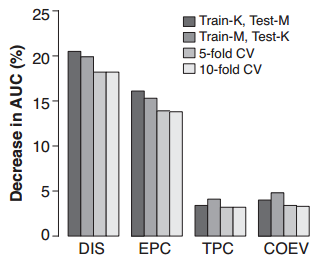 Decrease in AUC (%)
25
20
15
10
5
0
Train-K, Test-M
Train-M, Test-K
5-fold CV
10-fold CV
DIS EPC TPC COEV